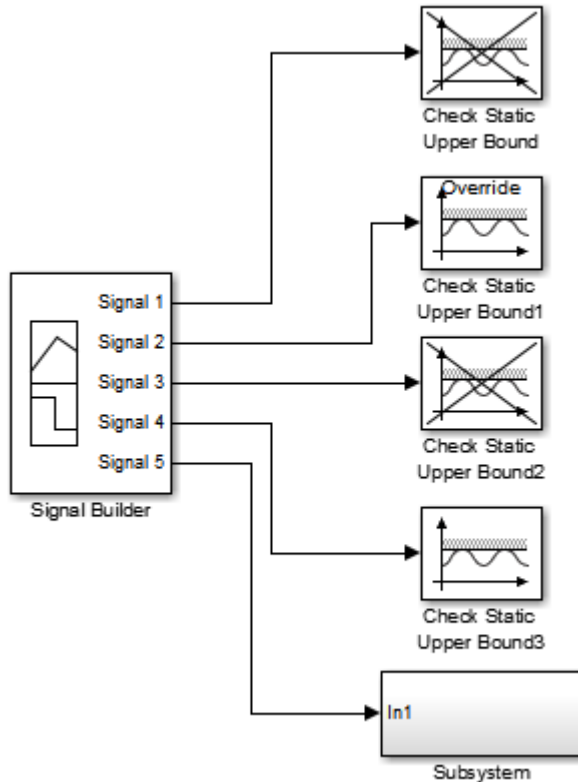 Check Static
Upper Bound
Override
Check Static
Upper Bound1
Signal 1
Signal 2
Signal 3
Signal 4
Signal 5
Signal Builder
Check Static
Upper Bound2
Check Static
Upper Bound3
In1
Subsystem